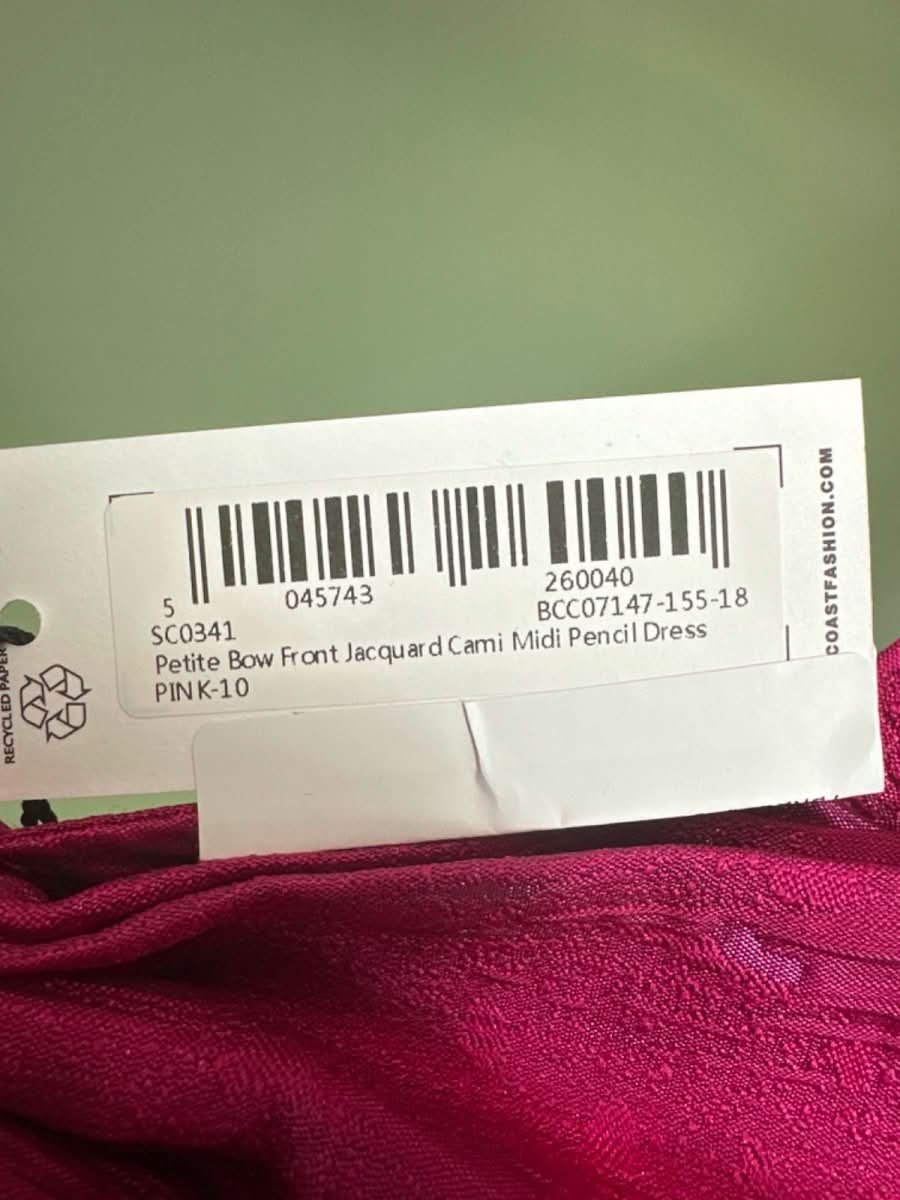 5 045743 260040
SC0341 BCC07147-155-18
Petite Bow Front Jacquard Cami Midi Pencil Dress
PINK-10
COASTFASHION.COM
RECYCLED PAPER